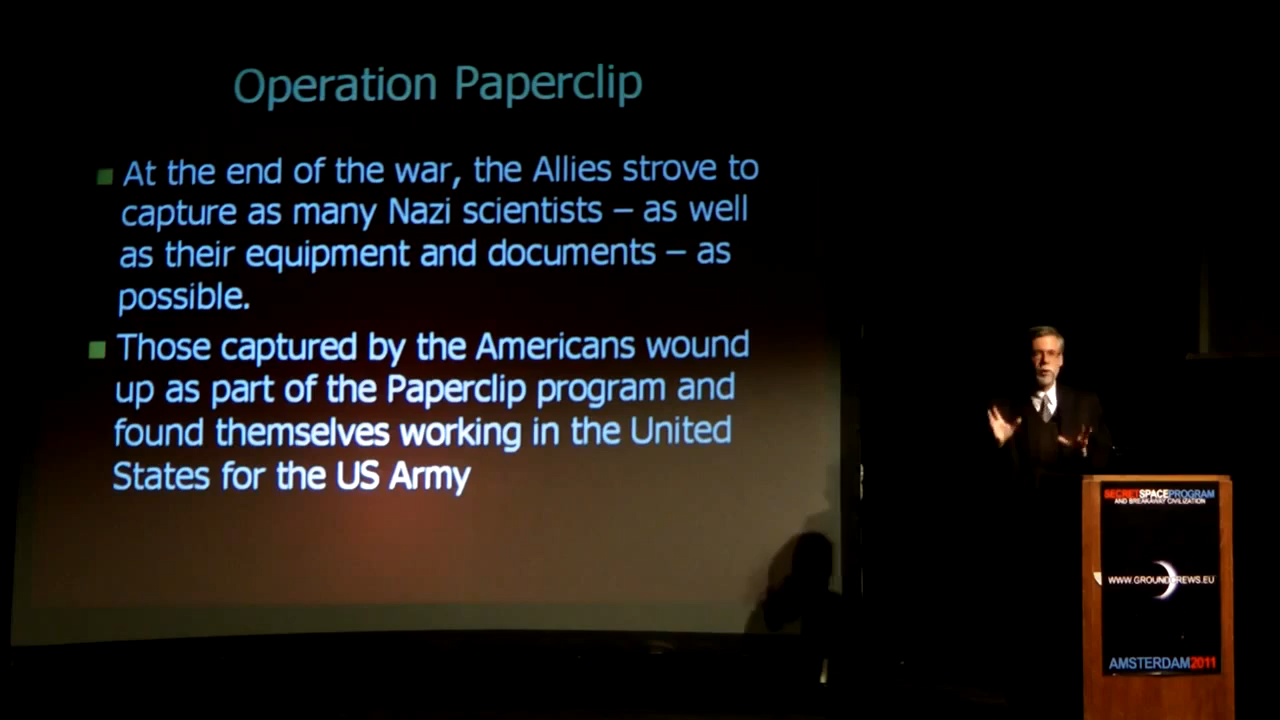 Operation Paperclip
At the end of the war, the Allies strove to
capture as many Nazi scientists – as well
as their equipment and documents – as
possible.
Those captured by the Americans wound
up as part of the Paperclip program and
found themselves working in the United
States for the US Army
SECRETSPACEPROGRAM
AND BREAKAWAY CIVILIZATION
WWW.GROUNDCREWS.EU
AMSTERDAM2011